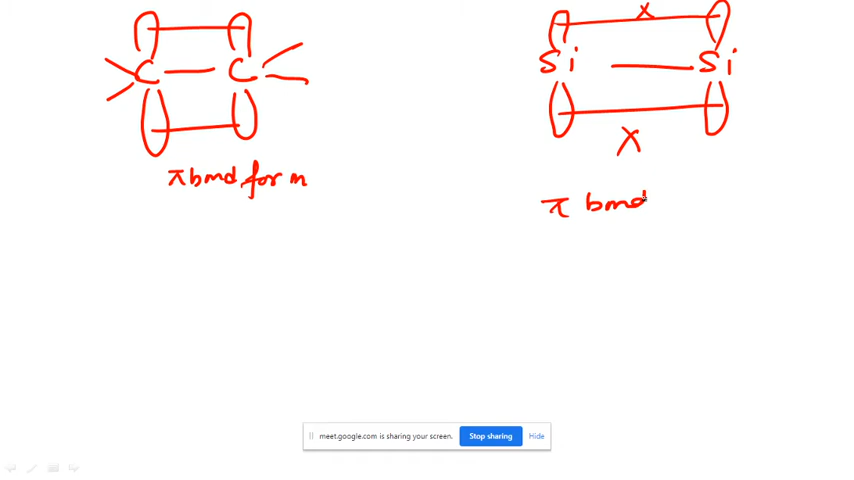 X
C C
Si Si
X
π bond form
π bond
meet.google.com is sharing your screen. Stop sharing Hide